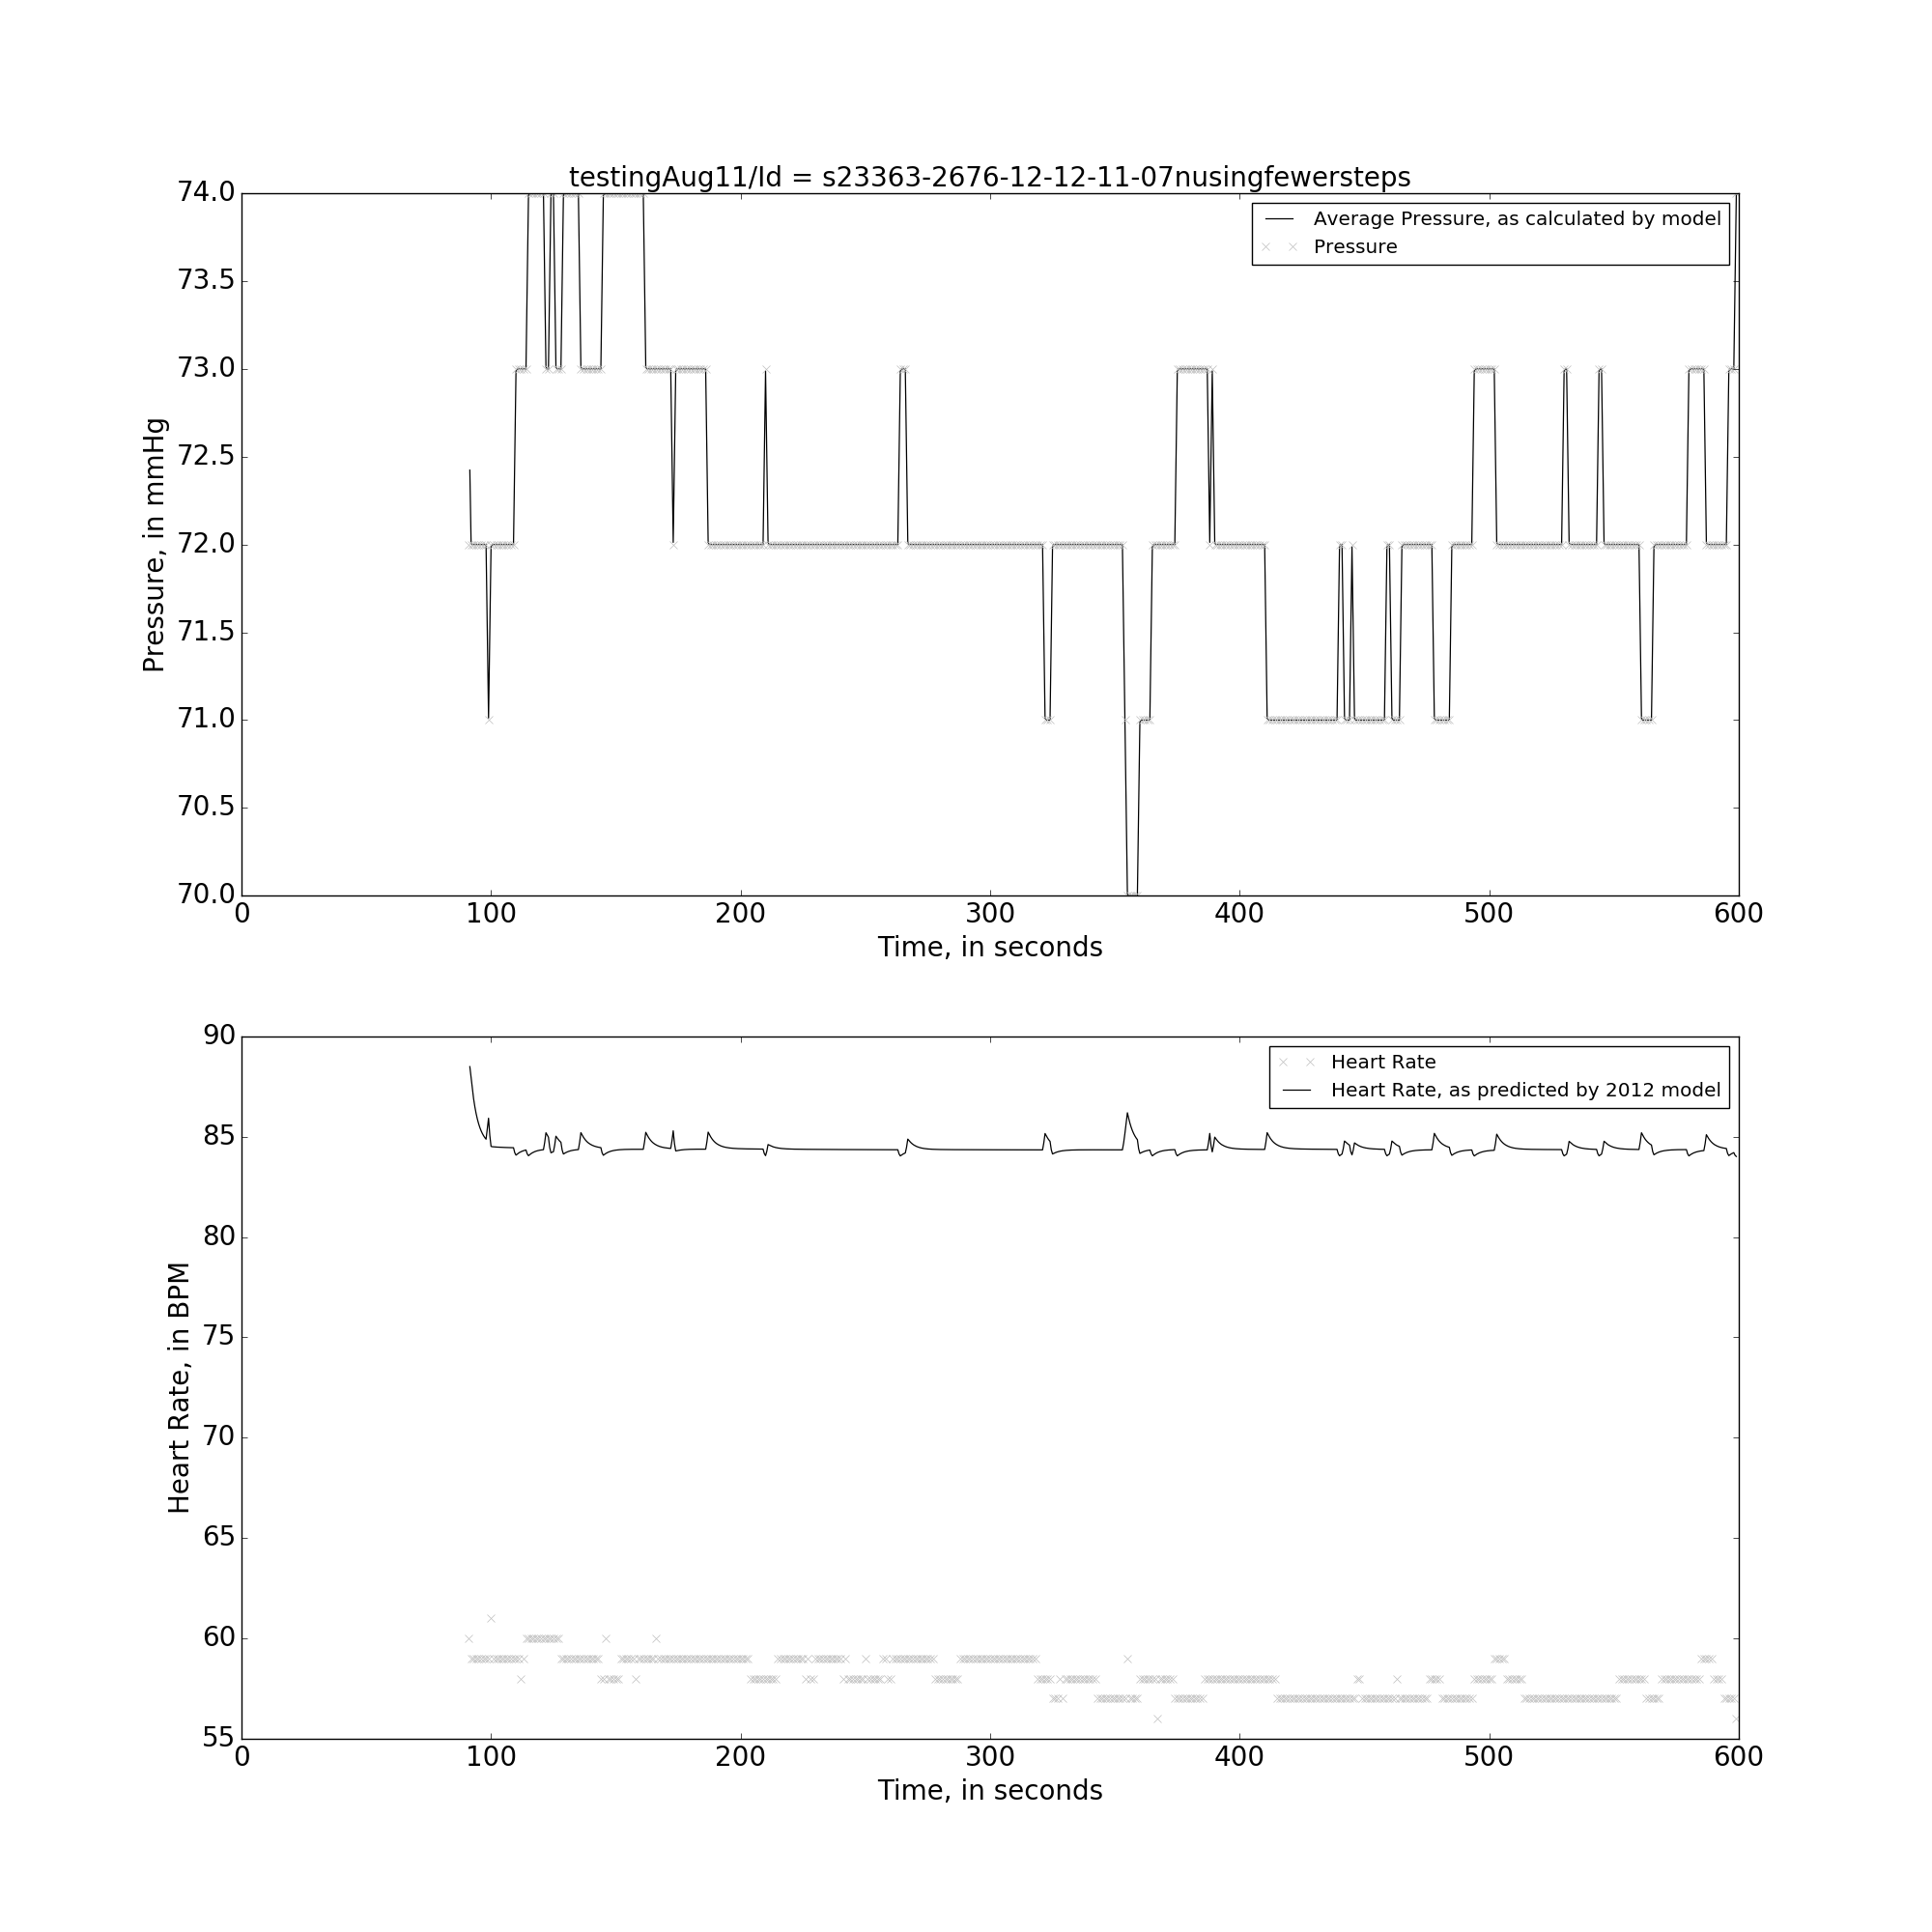 testingAug11/Id = s23363-2676-12-12-11-07nusingfewersteps
74.0
73.5
73.0
72.5
72.0
71.5
71.0
70.5
70.0
Pressure, in mmHg
Average Pressure, as calculated by model
Pressure
0 100 200 300 400 500 600
Time, in seconds
90
85
80
75
70
65
60
55
Heart Rate, in BPM
Heart Rate
Heart Rate, as predicted by 2012 model
0 100 200 300 400 500 600
Time, in seconds